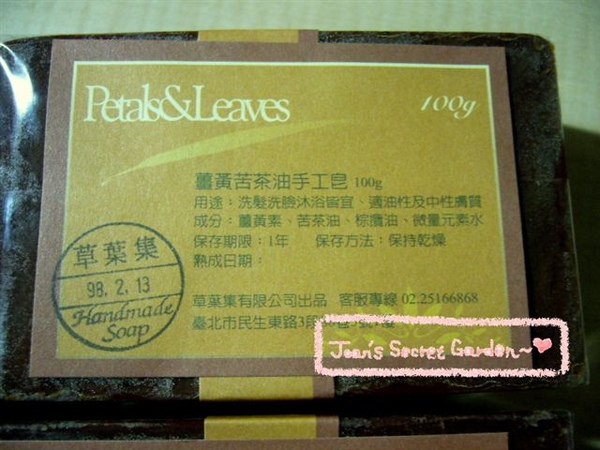 Petals&Leaves
100g
薑黃苦茶油手工皂 100g
用途：洗髮洗臉沐浴皆宜、適油性及中性膚質
成分：薑黃素、苦茶油、棕櫚油、微量元素水
保存期限：1年 保存方法：保持乾燥
熟成日期：
草葉集
98. 2. 13
Handmade
Soap
草葉集有限公司出品 客服專線 02.25166868
臺北市民生東路3段
Jean's Secret Garden~